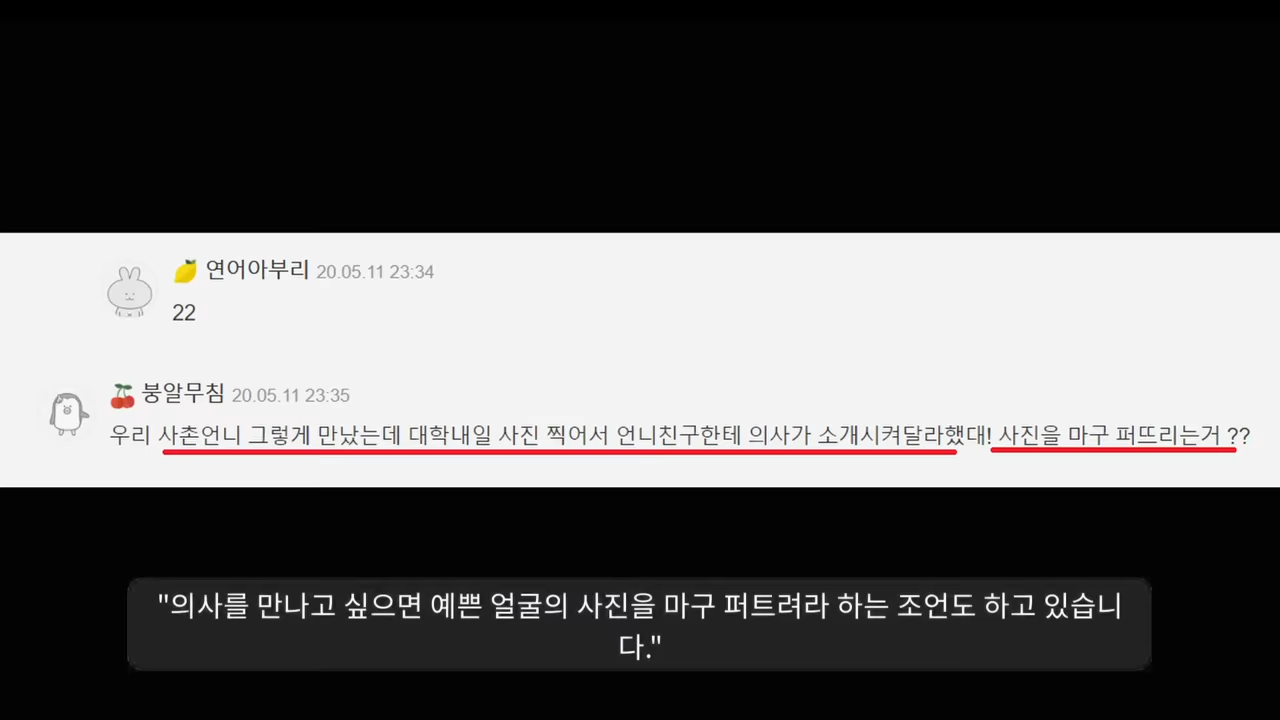 🍋 연어아부리 20.05.11 23:34
22
🍒 붕알무침 20.05.11 23:35
우리 사촌언니 그렇게 만났는데 대학내일 사진 찍어서 언니친구한테 의사가 소개시켜달라했대! 사진을 마구 퍼뜨리는거 ??
"의사를 만나고 싶으면 예쁜 얼굴의 사진을 마구 퍼트려라 하는 조언도 하고 있습니
다."